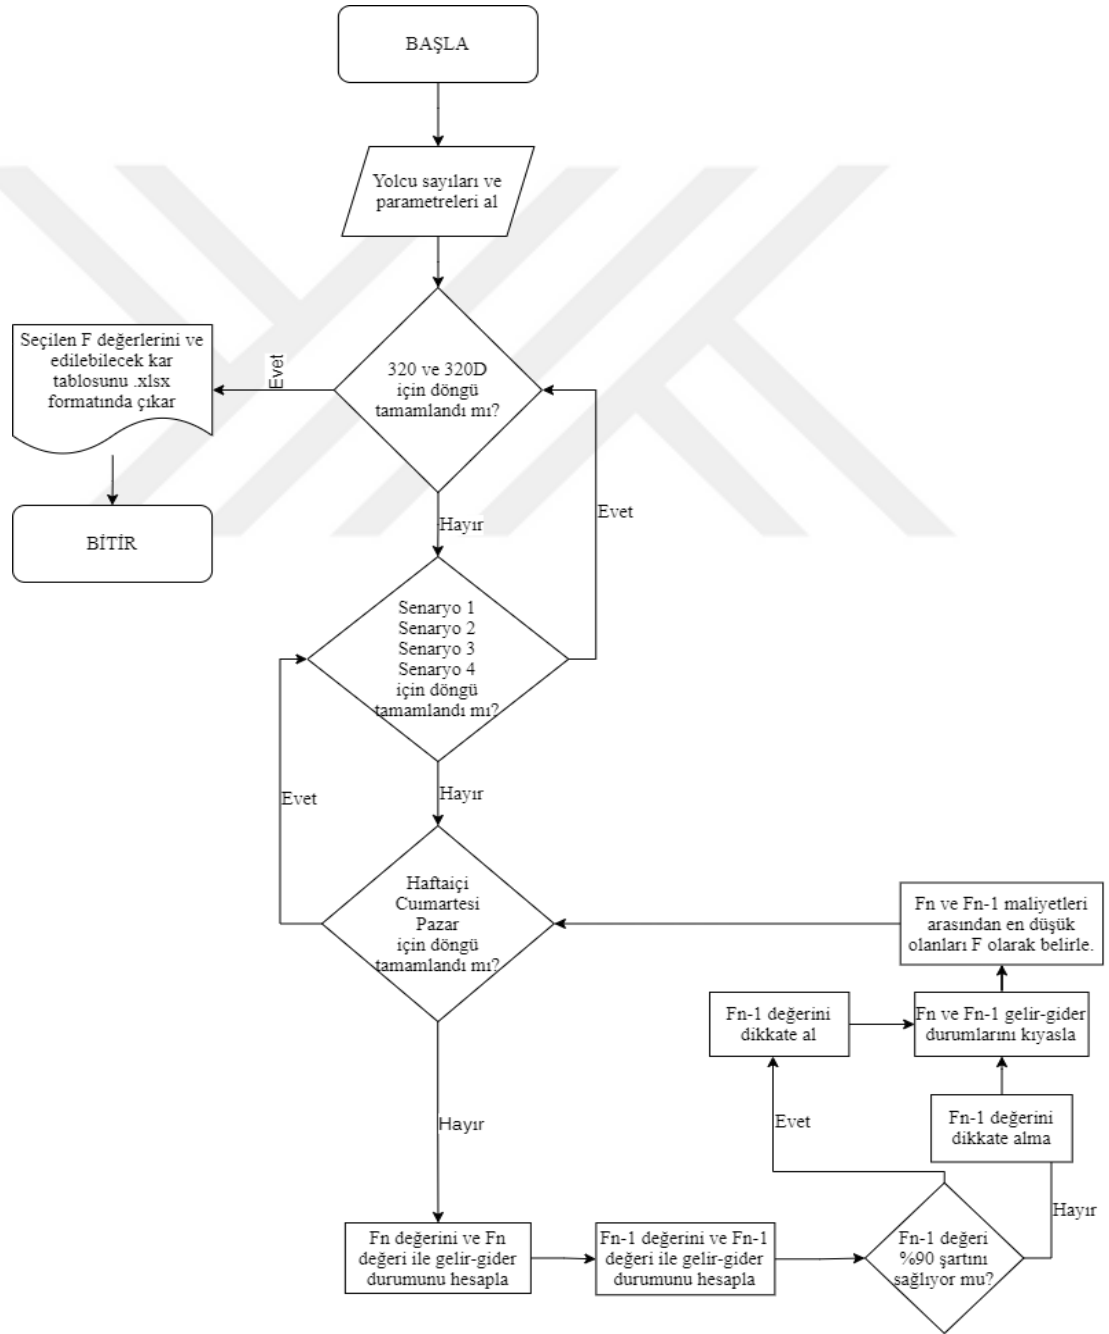 BAŞLA
Yolcu sayıları ve
parametreleri al
320 ve 320D
için döngü
tamamlandı mı?
Evet
Seçilen F değerlerini ve
edilebilecek kar
tablosunu .xlsx
formatında çıkar
BİTİR
Hayır
Evet
Senaryo 1
Senaryo 2
Senaryo 3
Senaryo 4
için döngü
tamamlandı mı?
Evet
Hayır
Haftaiçi
Cuımartesi
Pazar
için döngü
tamamlandı mı?
Hayır
Fn değerini ve Fn
değeri ile gelir-gider
durumunu hesapla
Fn-1 değerini ve Fn-1
değeri ile gelir-gider
durumunu hesapla
Fn-1 değeri
%90 şartını
sağlıyor mu?
Evet
Hayır
Fn-1 değerini
dikkate al
Fn-1 değerini
dikkate alma
Fn ve Fn-1 gelir-gider
durumlarını kıyasla
Fn ve Fn-1 maliyetleri
arasından en düşük
olanları F olarak belirle.